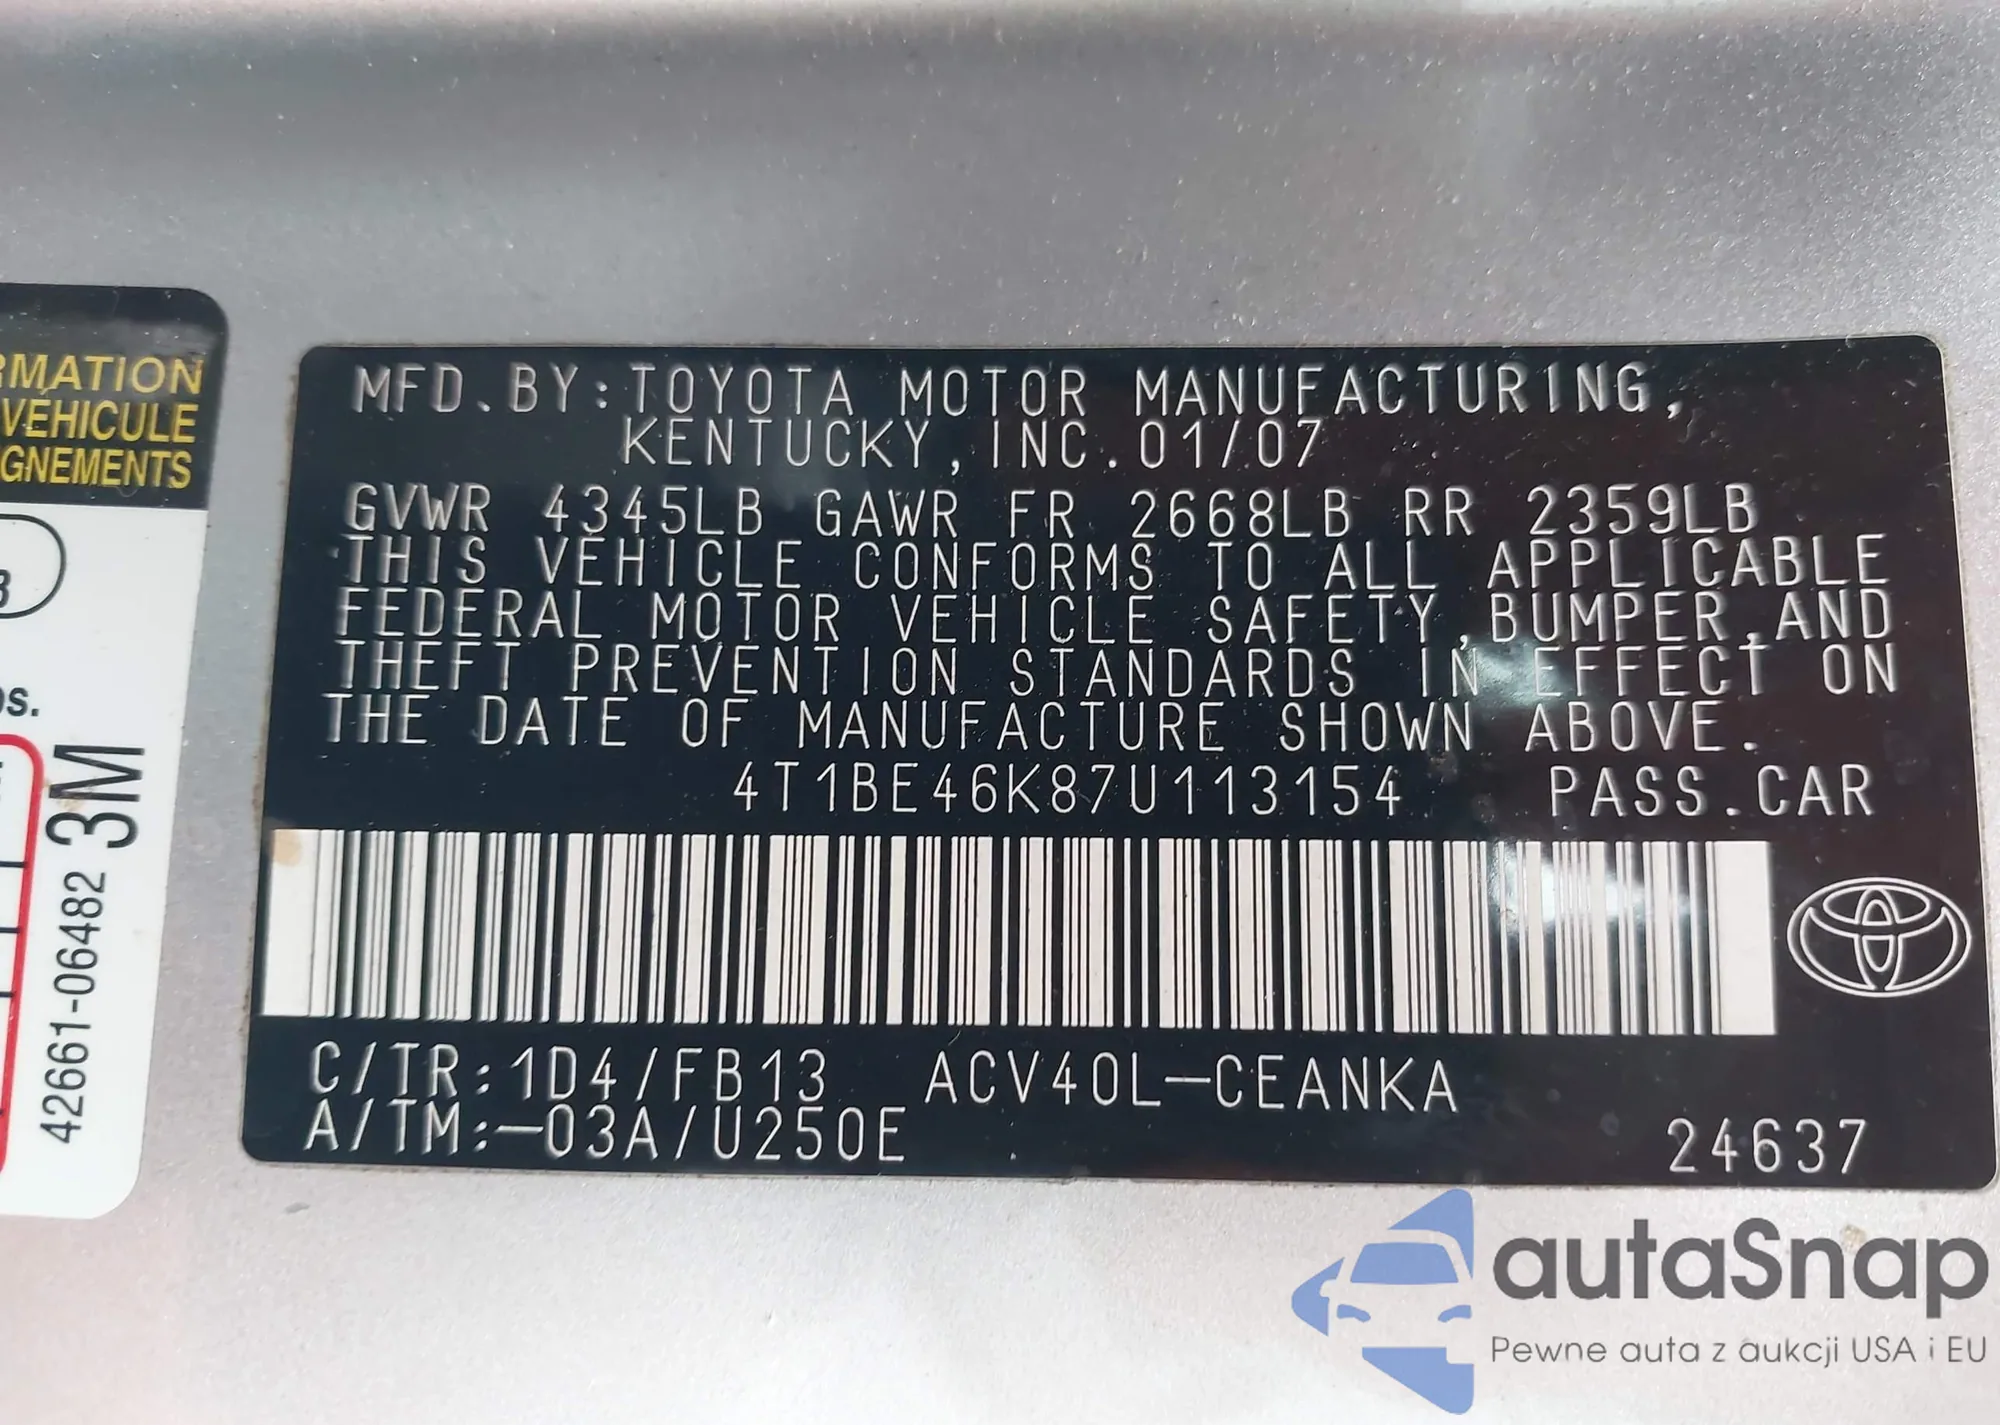 RMATION
VÉHICULE
GNEMENTS
3M
42661-06482
MFD.BY:TOYOTA MOTOR MANUFACTURING,
KENTUCKY,INC.01/07
GVWR 4345LB GAWR FR 2668LB RR 2359LB
THIS VEHICLE CONFORMS TO ALL APPLICABLE
FEDERAL MOTOR VEHICLE SAFETY,BUMPER,AND
THEFT PREVENTION STANDARDS IN EFFECT ON
THE DATE OF MANUFACTURE SHOWN ABOVE.
4T1BE46K87U113154 PASS.CAR
C/TR:1D4/FB13 ACV40L-CEANKA
A/TM:-03A/U250E
24637
autaSnap
Pewne auta z aukcji USA i EU